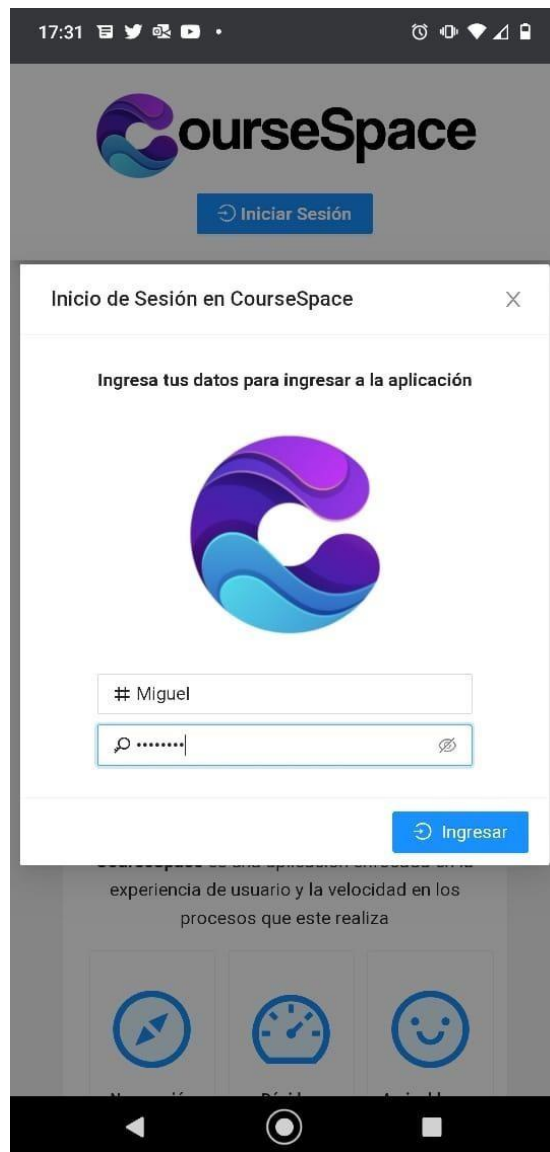 17:31
CourseSpace
Iniciar Sesión
Inicio de Sesión en CourseSpace
Ingresa tus datos para ingresar a la aplicación
# Miguel
••••••••
Ingresar
experiencia de usuario y la velocidad en los
procesos que este realiza